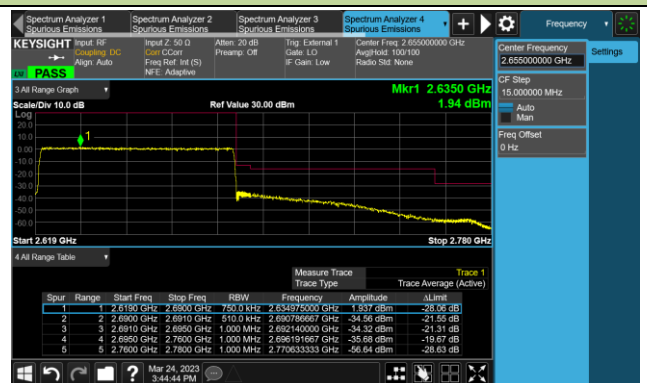 Spectrum Analyzer 1
Spurious Emissions
Spectrum Analyzer 2
Spurious Emissions
Spectrum Analyzer 3
Spurious Emissions
Spectrum Analyzer 4
Spurious Emissions
+
Frequency
KEYSIGHT
Input: RF
Coupling: DC
Align: Auto
Input Z: 50 Ω
Corr CCorr
Freq Ref: Int (S)
NFE: Adaptive
Atten: 20 dB
Preamp: Off
Trig: External 1
Gate: LO
IF Gain: Low
Center Freq: 2.655000000 GHz
Avg|Hold: 100/100
Radio Std: None
PASS
Center Frequency
2.655000000 GHz
Settings
CF Step
15.000000 MHz
Auto
Man
Freq Offset
0 Hz
3 All Range Graph
Mkr1 2.6350 GHz
Scale/Div 10.0 dB
Ref Value 30.00 dBm
1.94 dBm
Log
20.0
10.0
0.00
-10.0
-20.0
-30.0
-40.0
-50.0
-60.0
1
Start 2.619 GHz
Stop 2.780 GHz
4 All Range Table
Measure Trace Trace 1
Trace Type Trace Average (Active)
Spur Range Start Freq Stop Freq RBW Frequency Amplitude ΔLimit
1 1 2.6190 GHz 2.6900 GHz 750.0 kHz 2.634975000 GHz 1.937 dBm -28.06 dB
2 2 2.6900 GHz 2.6910 GHz 510.0 kHz 2.690786667 GHz -34.56 dBm -21.55 dB
3 3 2.6910 GHz 2.6950 GHz 1.000 MHz 2.692140000 GHz -34.32 dBm -21.31 dB
4 4 2.6950 GHz 2.7600 GHz 1.000 MHz 2.696191667 GHz -35.68 dBm -19.67 dB
5 5 2.7600 GHz 2.7800 GHz 1.000 MHz 2.770633333 GHz -56.64 dBm -28.63 dB
?
Mar 24, 2023
3:44:44 PM